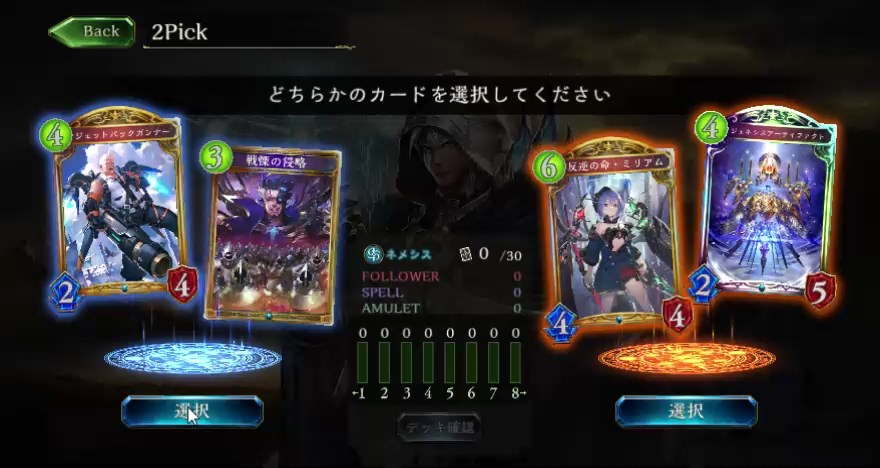 Back
2Pick
どちらかのカードを選択してください
4
ジェットパックガンナー
2
4
3
戦慄の侵略
6
反逆の命・ミリアム
4
4
4
ジェネシスアーティファクト
2
5
ネメシス
0 /30
FOLLOWER 0
SPELL 0
AMULET 0
0 0 0 0 0 0 0 0
←1 2 3 4 5 6 7 8→
選択
選択
デッキ確認